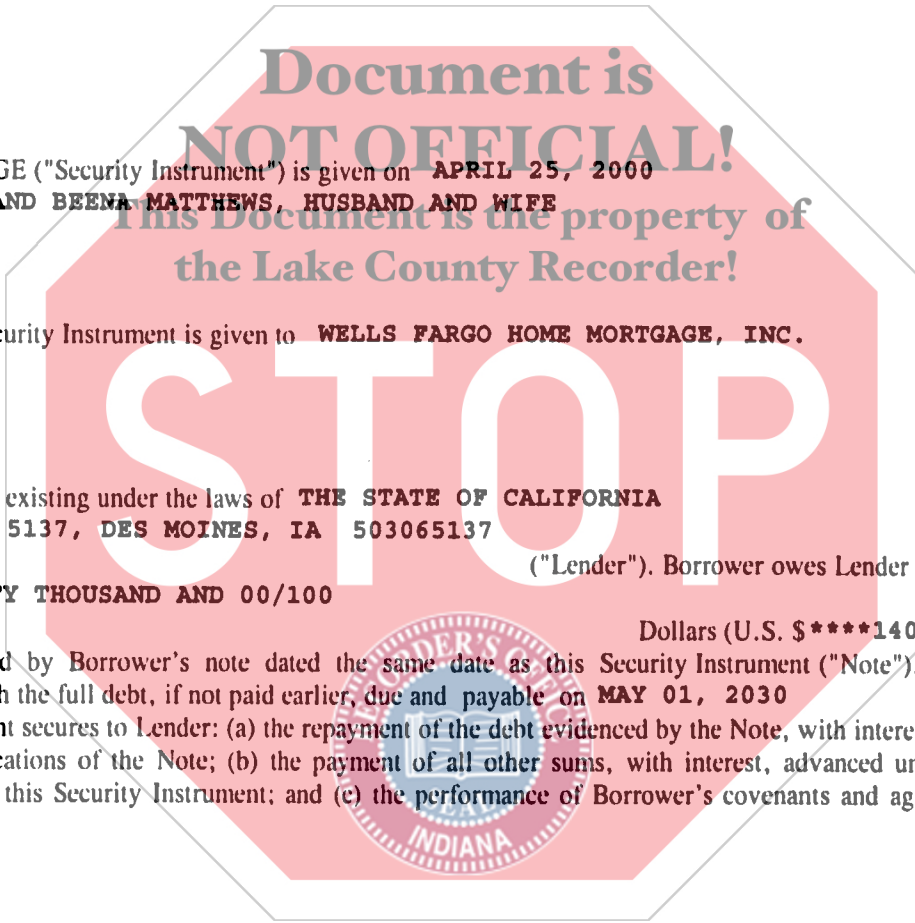 Document is
NOT OFFICIAL!
GE ("Security Instrument") is given on APRIL 25, 2000
AND BEENA MATTHEWS, HUSBAND AND WIFE
This Document is the property of
the Lake County Recorder!
curity Instrument is given to WELLS FARGO HOME MORTGAGE, INC.
STOP
existing under the laws of THE STATE OF CALIFORNIA
5137, DES MOINES, IA 503065137
("Lender"). Borrower owes Lender
Y THOUSAND AND 00/100
Dollars (U.S. $****140
d by Borrower's note dated the same date as this Security Instrument ("Note").
h the full debt, if not paid earlier, due and payable on MAY 01, 2030
nt secures to Lender: (a) the repayment of the debt evidenced by the Note, with intere
cations of the Note; (b) the payment of all other sums, with interest, advanced un
this Security Instrument; and (c) the performance of Borrower's covenants and ag
RECORDER'S OFFICE
SEAL
INDIANA